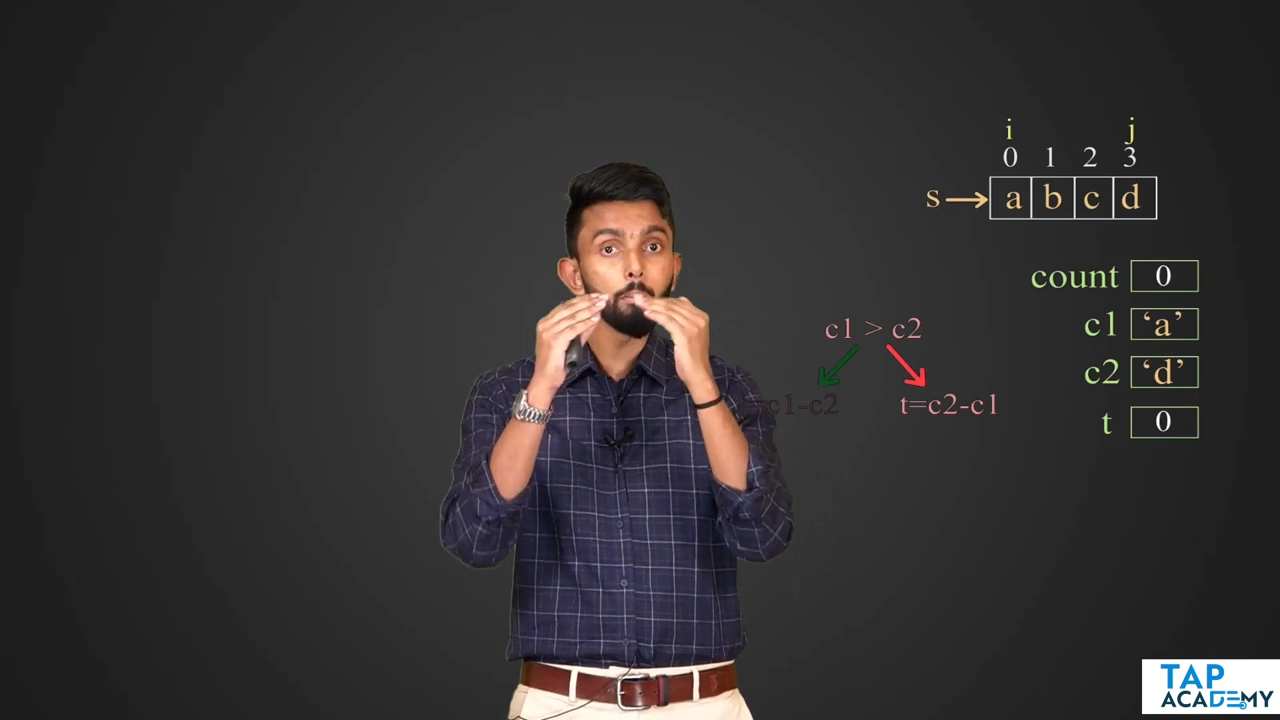 i j
0 1 2 3
s a b c d
count 0
c1 ‘a’
c1 > c2
c2 ‘d’
=c1-c2 t=c2-c1
t 0
TAP
ACADEMY